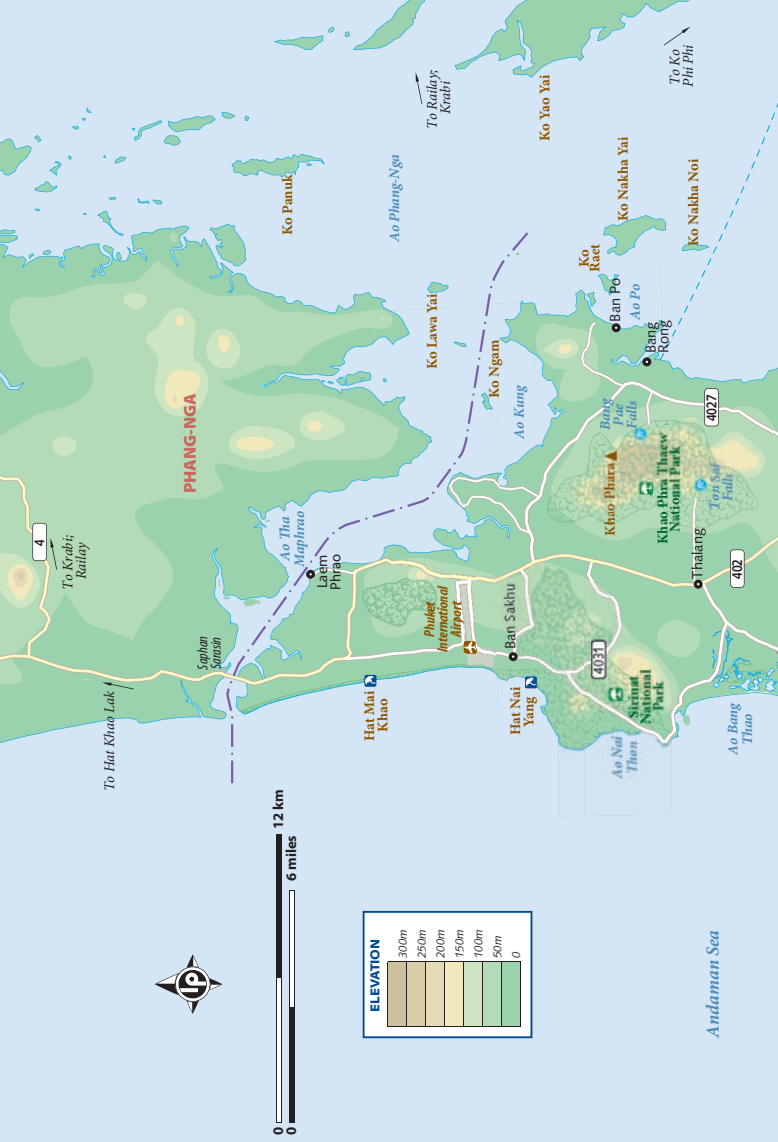 To Krabi;
Railay
4
PHANG-NGA
Ko Panuk
Ao Phang-Nga
To Railay;
Krabi
To Ko
Phi Phi
Ko Yao Yai
Ko Nakha Yai
Ko Nakha Noi
Ko
Raet
Ban Po
Ao Po
Bang
Rong
Ko Lawa Yai
Ko Ngam
Ao Kung
Bang
Pae
Falls
4027
Khao Phara
Khao Phra Thaew
National Park
Ton Sai
Falls
Ao Tha
Maphrao
Laem
Phrao
Saphan
Sarasin
To Hat Khao Lak
Phuket
International
Airport
Ban Sakhu
Thalang
402
4031
Hat Mai
Khao
Hat Nai
Yang
Sirinat
National
Park
Ao Nai
Thon
Ao Bang
Thao
0
12 km
0
6 miles
lp
ELEVATION
300m
250m
200m
150m
100m
50m
0
Andaman Sea